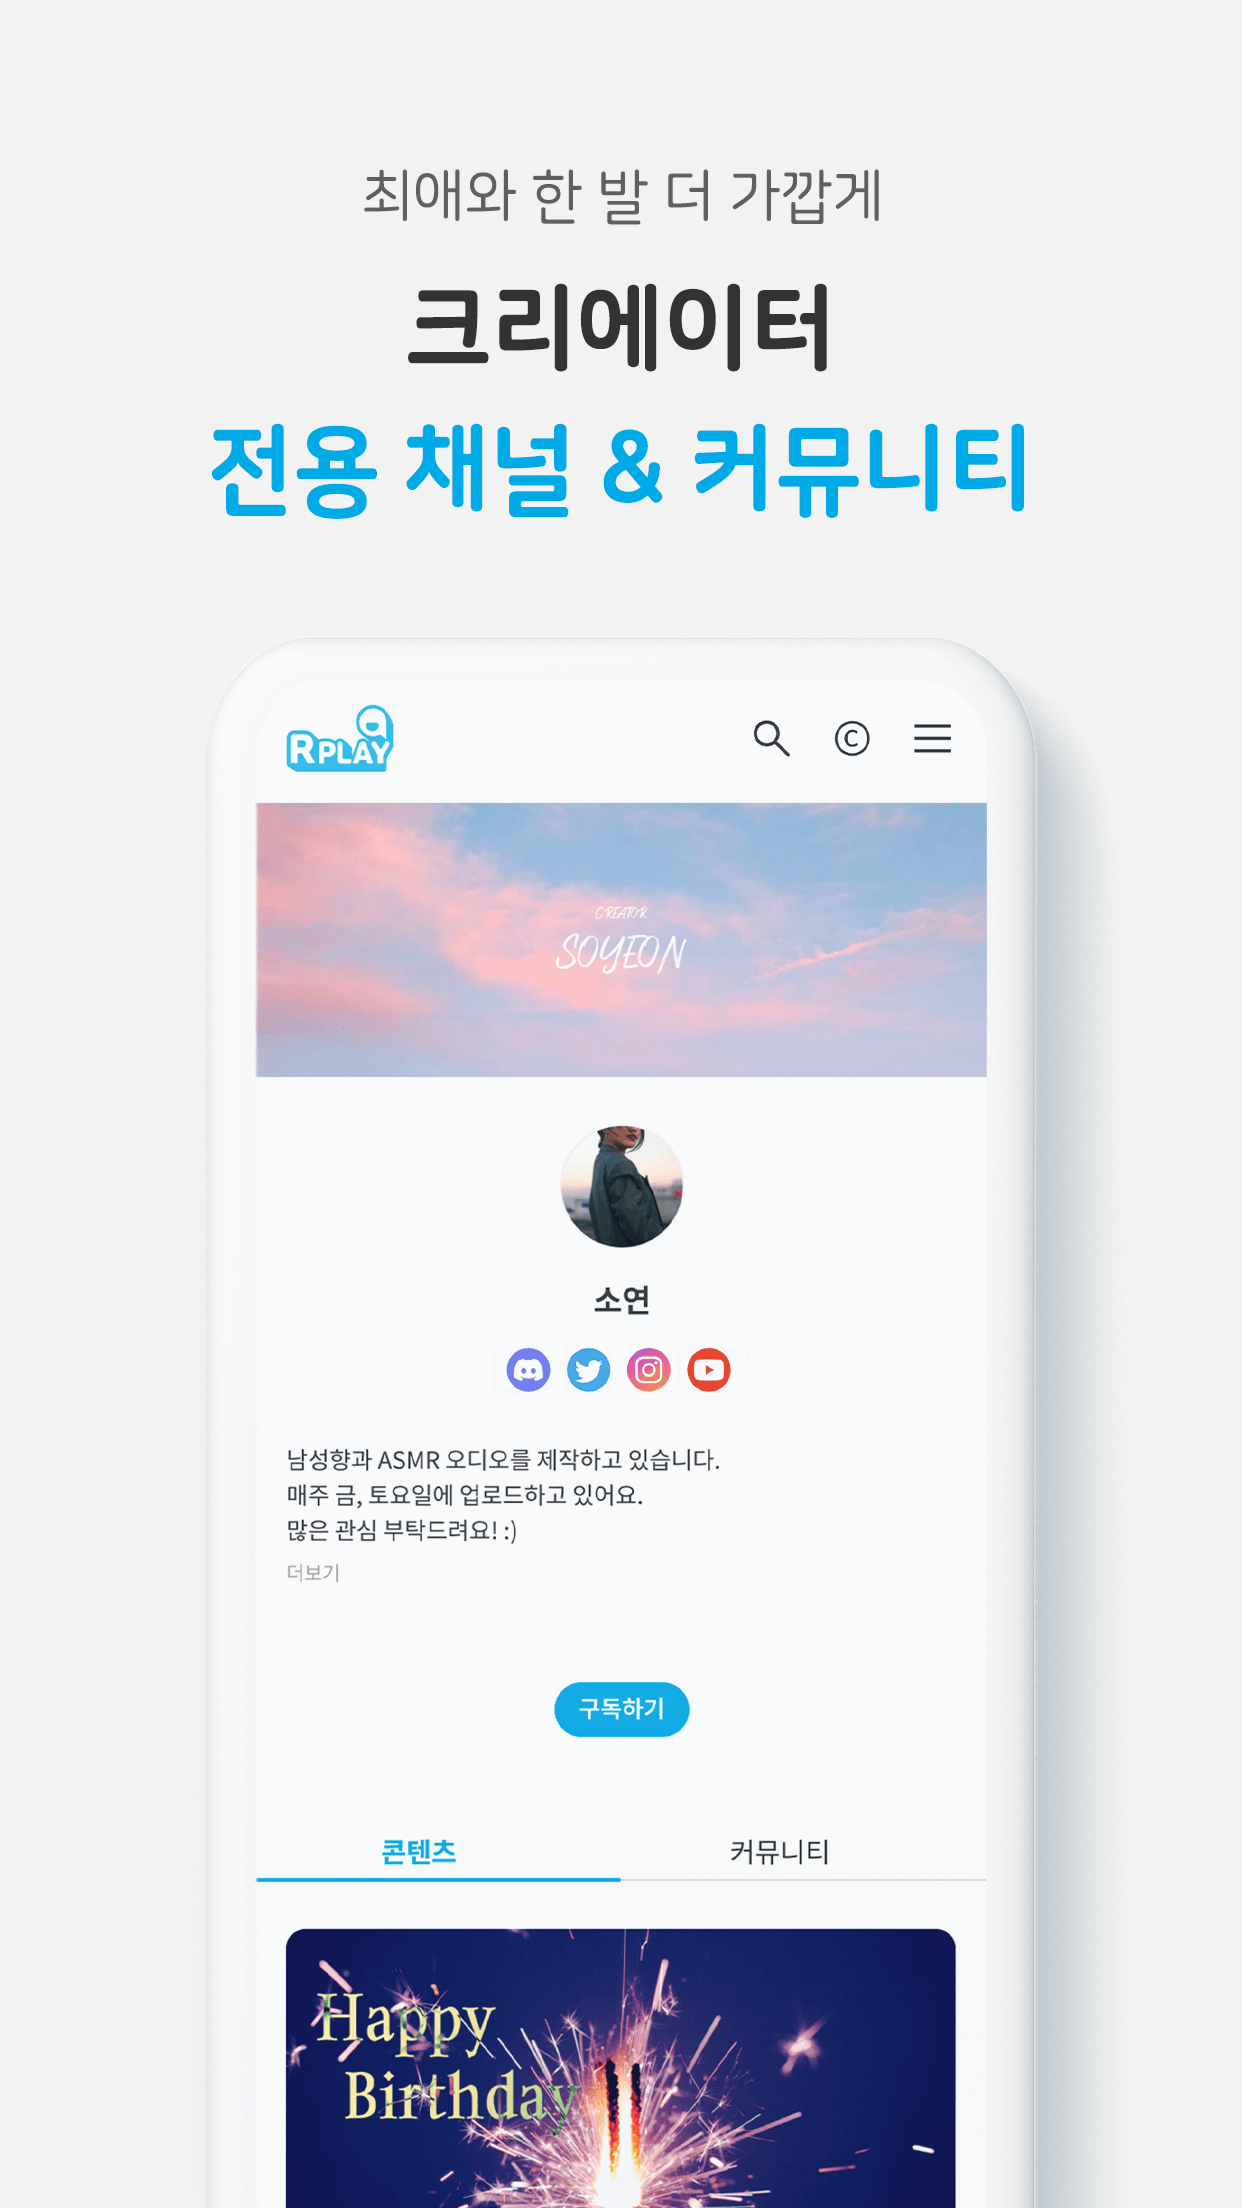 최애와 한 발 더 가깝게
크리에이터
전용 채널 & 커뮤니티
RPLAY
C
CREATOR
SOYEON
소연
남성향과 ASMR 오디오를 제작하고 있습니다.
매주 금, 토요일에 업로드하고 있어요.
많은 관심 부탁드려요! :)
더보기
구독하기
콘텐츠 커뮤니티
Happy
Birthday